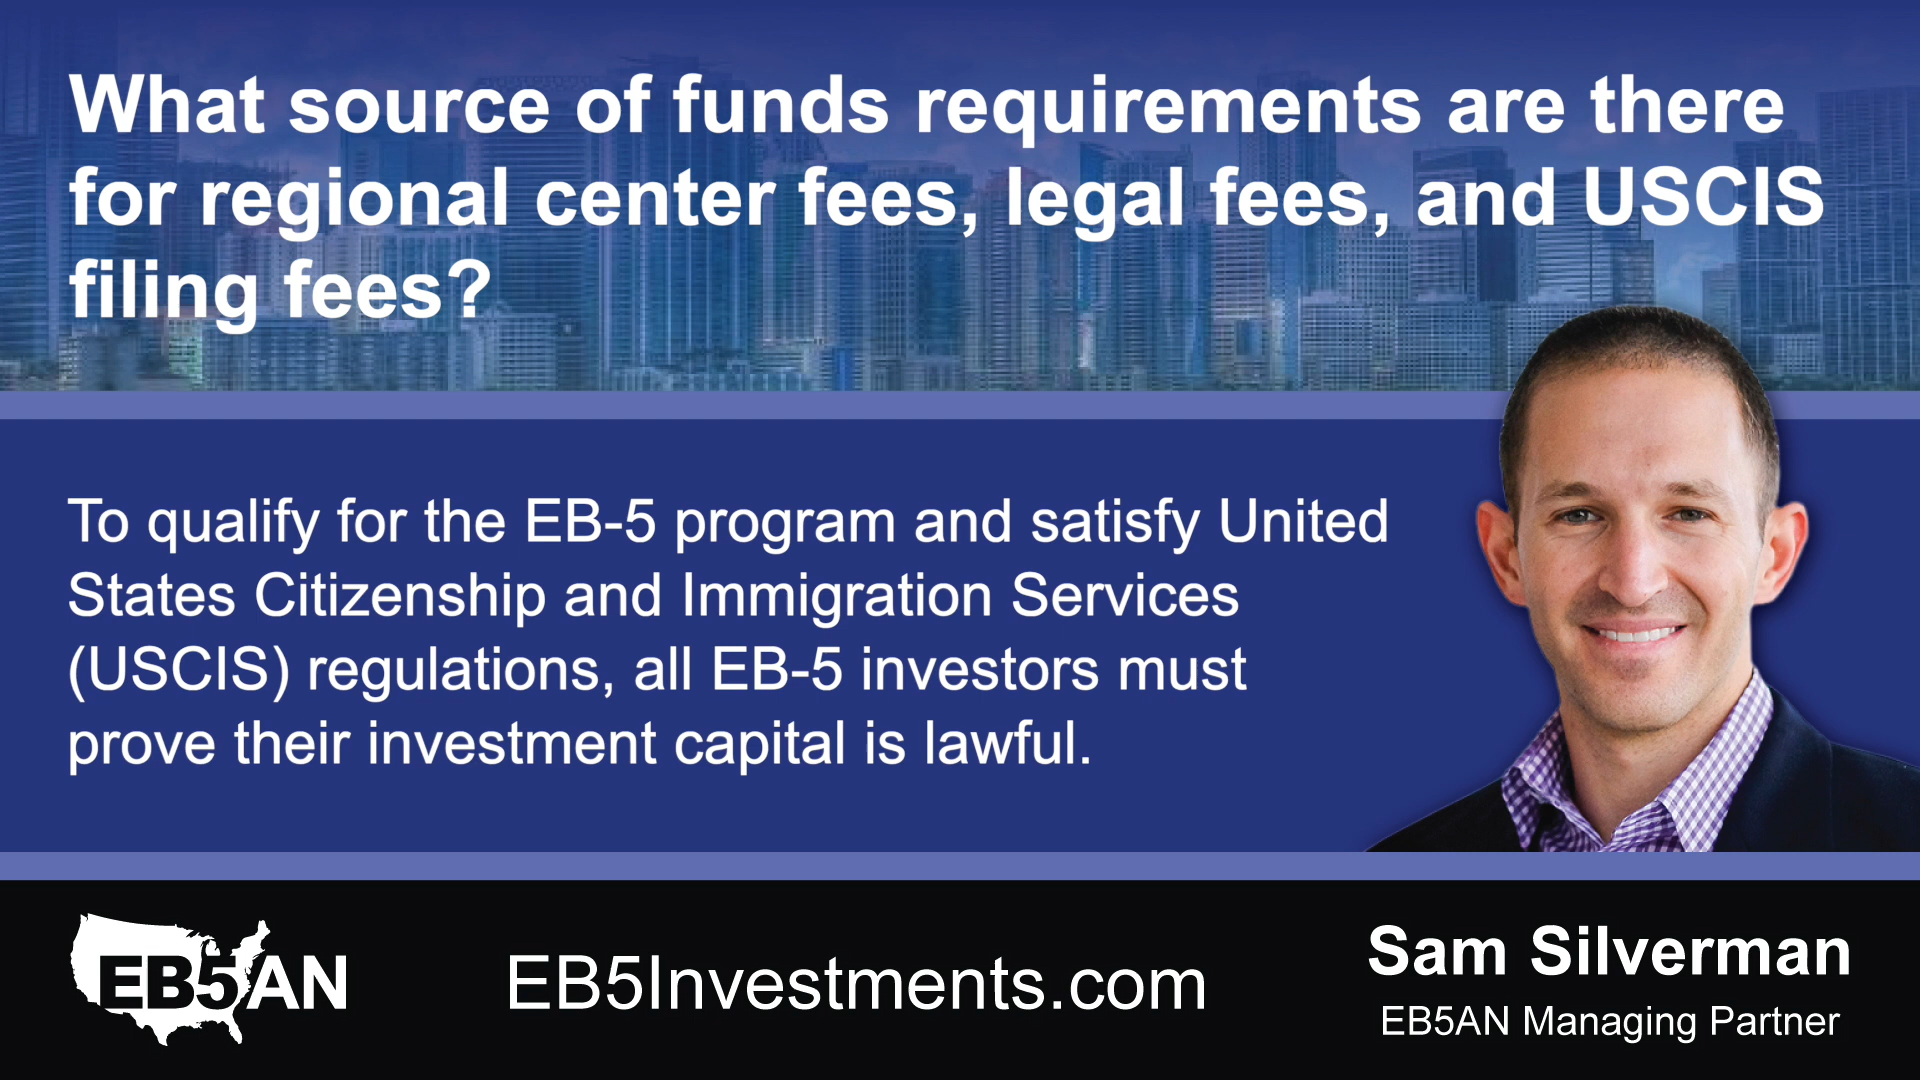 What source of funds requirements are there
for regional center fees, legal fees, and USCIS
filing fees?
To qualify for the EB-5 program and satisfy United
States Citizenship and Immigration Services
(USCIS) regulations, all EB-5 investors must
prove their investment capital is lawful.
EB5AN
EB5Investments.com
Sam Silverman
EB5AN Managing Partner